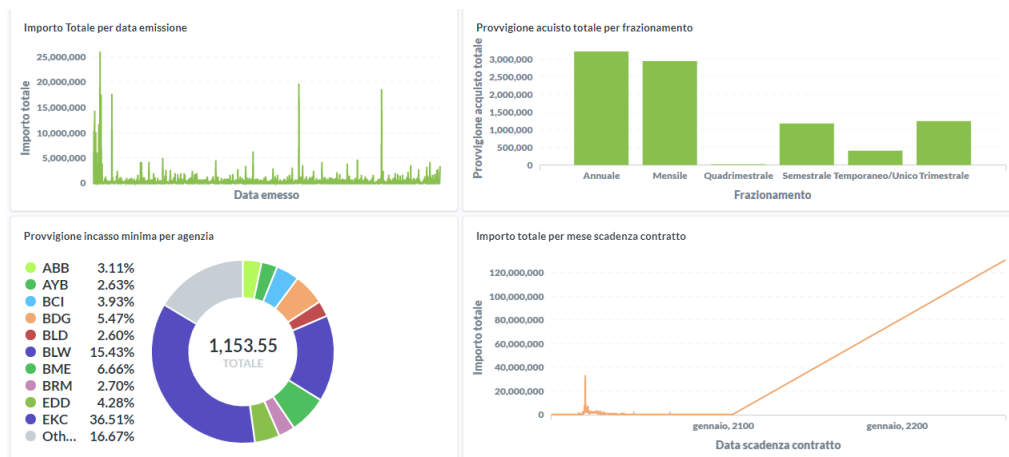 Importo Totale per data emissione
Importo totale
25,000,000
20,000,000
15,000,000
10,000,000
5,000,000
0
Data emesso
Provvigione acuisto totale per frazionamento
Provvigione acquisto totale
3,000,000
2,500,000
2,000,000
1,500,000
1,000,000
500,000
0
Annuale Mensile Quadrimestrale Semestrale Temporaneo/Unico Trimestrale
Frazionamento
Provvigione incasso minima per agenzia
ABB 3.11%
AYB 2.63%
BCI 3.93%
BDG 5.47%
BLD 2.60%
BLW 15.43%
BME 6.66%
BRM 2.70%
EDD 4.28%
EKC 36.51%
Oth... 16.67%
1,153.55
TOTALE
Importo totale per mese scadenza contratto
Importo totale
120,000,000
100,000,000
80,000,000
60,000,000
40,000,000
20,000,000
0
gennaio, 2100 gennaio, 2200
Data scadenza contratto